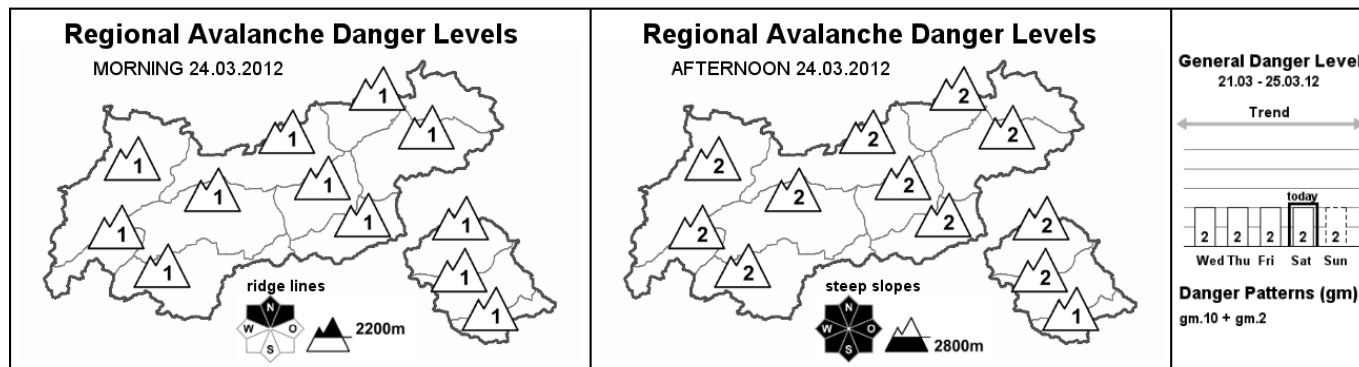 Regional Avalanche Danger Levels
MORNING 24.03.2012
1
1
1
1
1
1
1
1
1
1
1
1
ridge lines
N
W O
S
2200m
Regional Avalanche Danger Levels
AFTERNOON 24.03.2012
2
2
2
2
2
2
2
2
2
2
2
2
steep slopes
N
W O
S
2800m
General Danger Level
21.03 - 25.03.12
Trend
today
2 2 2 2 2
Wed Thu Fri Sat Sun
Danger Patterns (gm)
gm.10 + gm.2